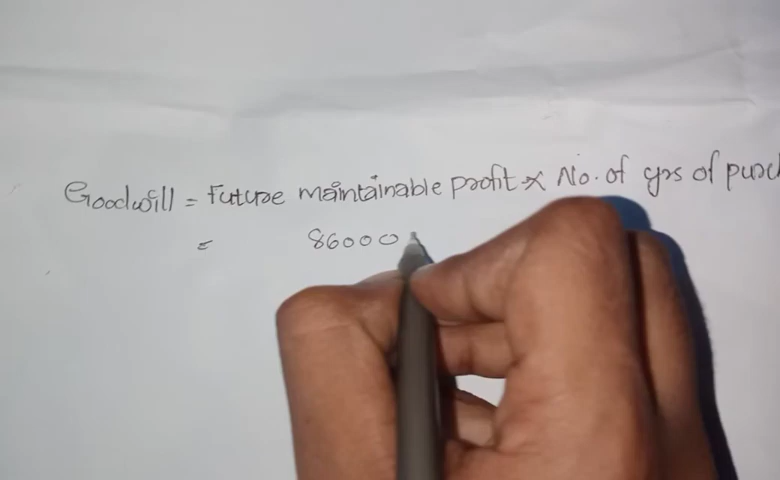 Goodwill = Future maintainable profit × No. of yrs of purc
= 86000